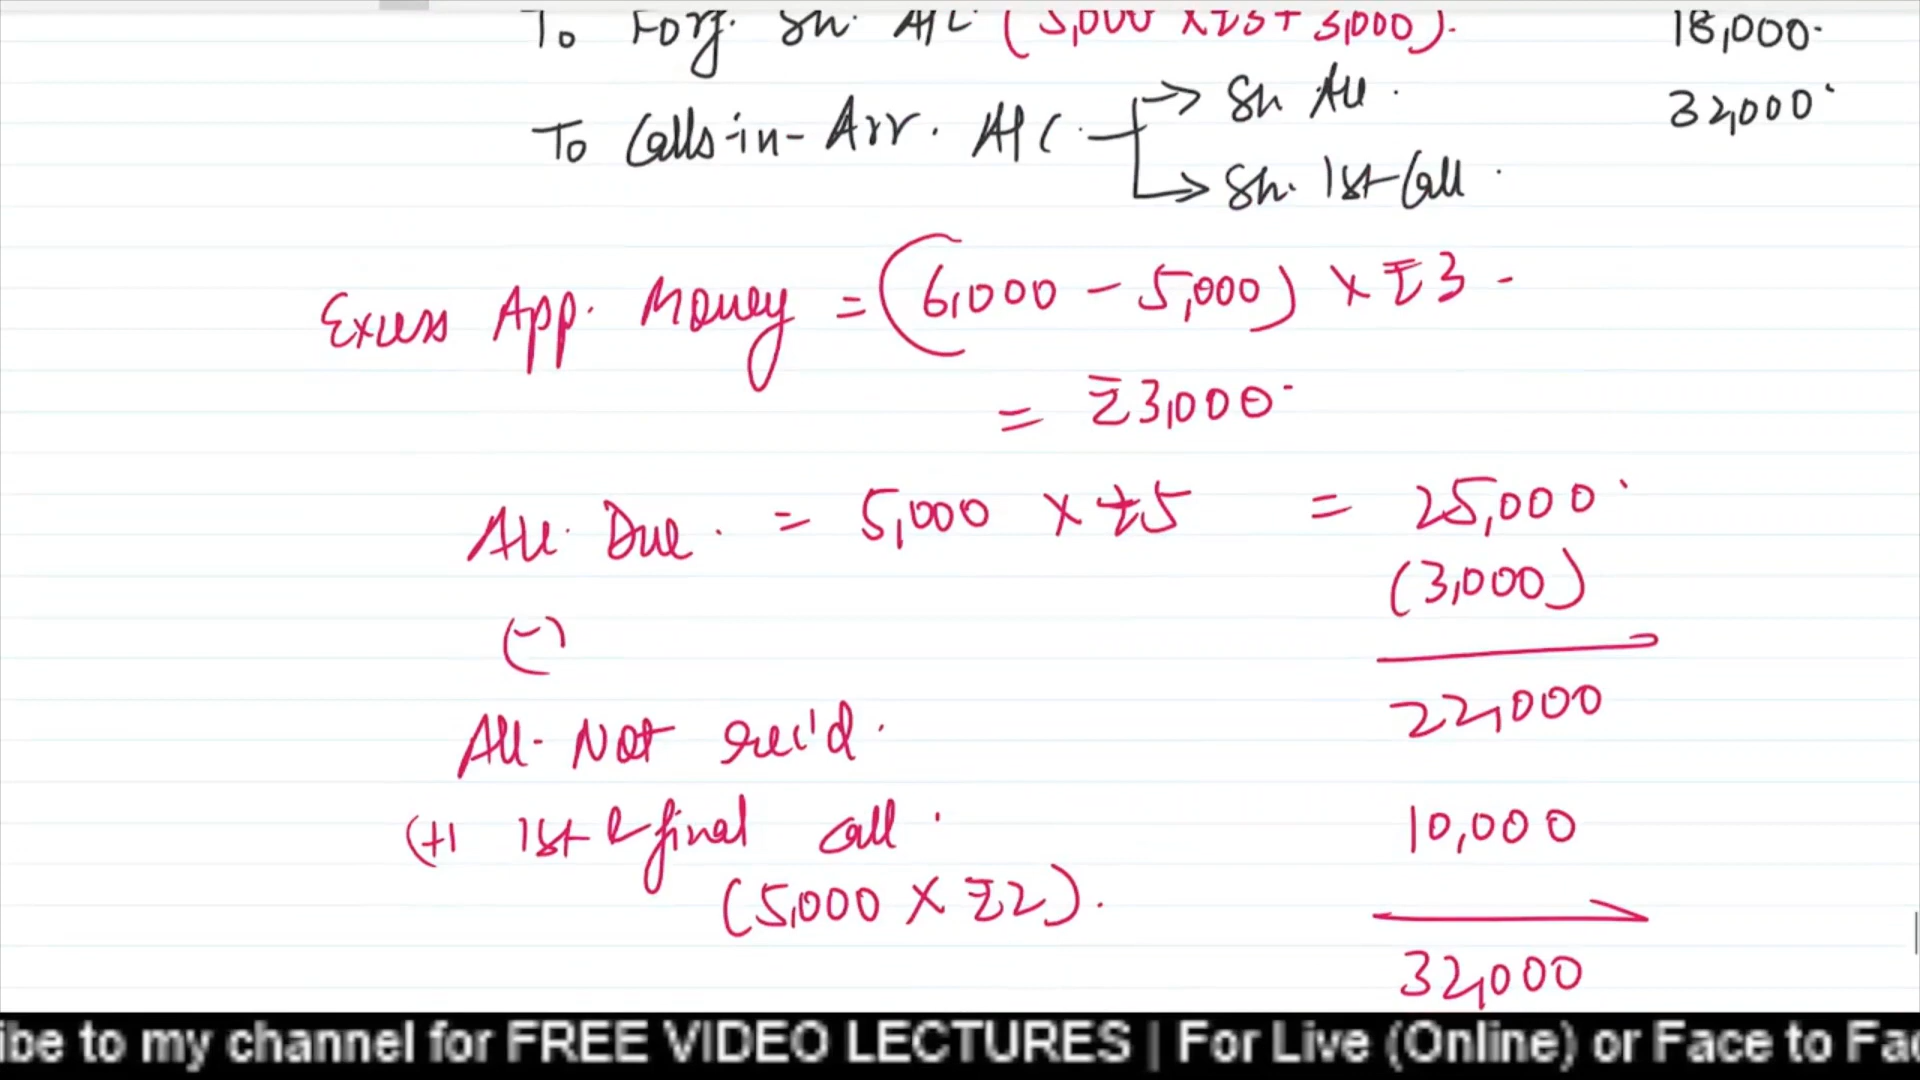 To Forf. Sh. A/C (5,000 x ₹3 + 3,000). 18,000.
To Calls-in-Arr. A/C. → Sh All. 32,000.
→ Sh. 1st Call.
Excess App. Money = (6,000 - 5,000) x ₹3.
= ₹3,000.
All. Due. = 5,000 x ₹5 = 25,000.
(-) (3,000)
All. Not rec'd. 22,000
(+) 1st & final call. 10,000
(5,000 x ₹2).
32,000
ibe to my channel for FREE VIDEO LECTURES | For Live (Online) or Face to Fac